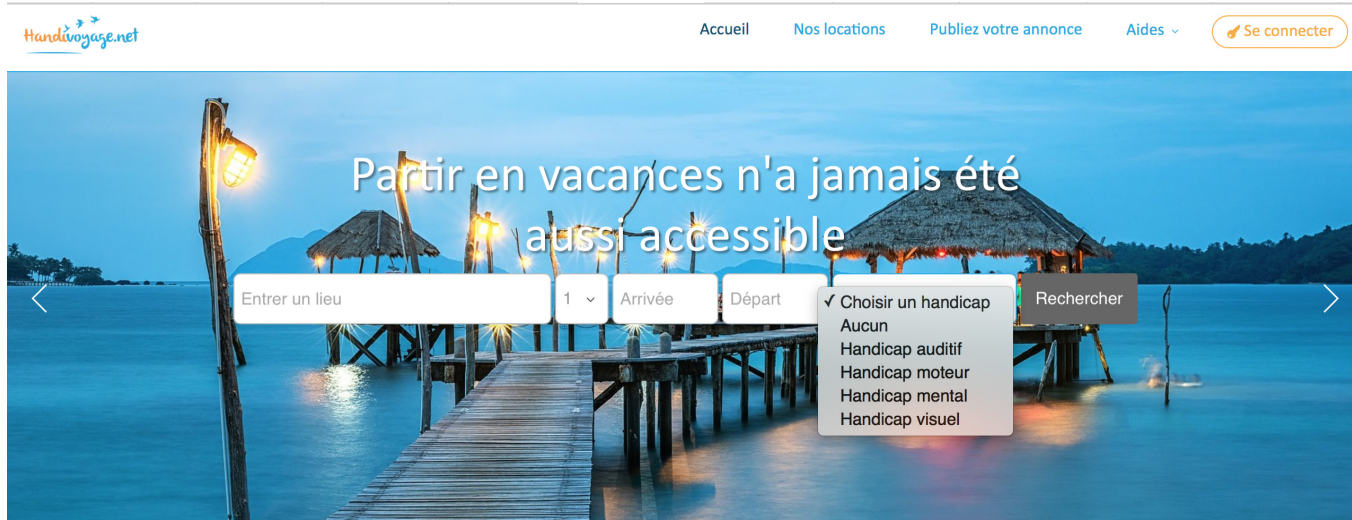 Handivoyage.net
Accueil Nos locations Publiez votre annonce Aides Se connecter
Partir en vacances n'a jamais été
aussi accessible
Entrer un lieu 1 Arrivée Départ Rechercher
✓ Choisir un handicap
Aucun
Handicap auditif
Handicap moteur
Handicap mental
Handicap visuel